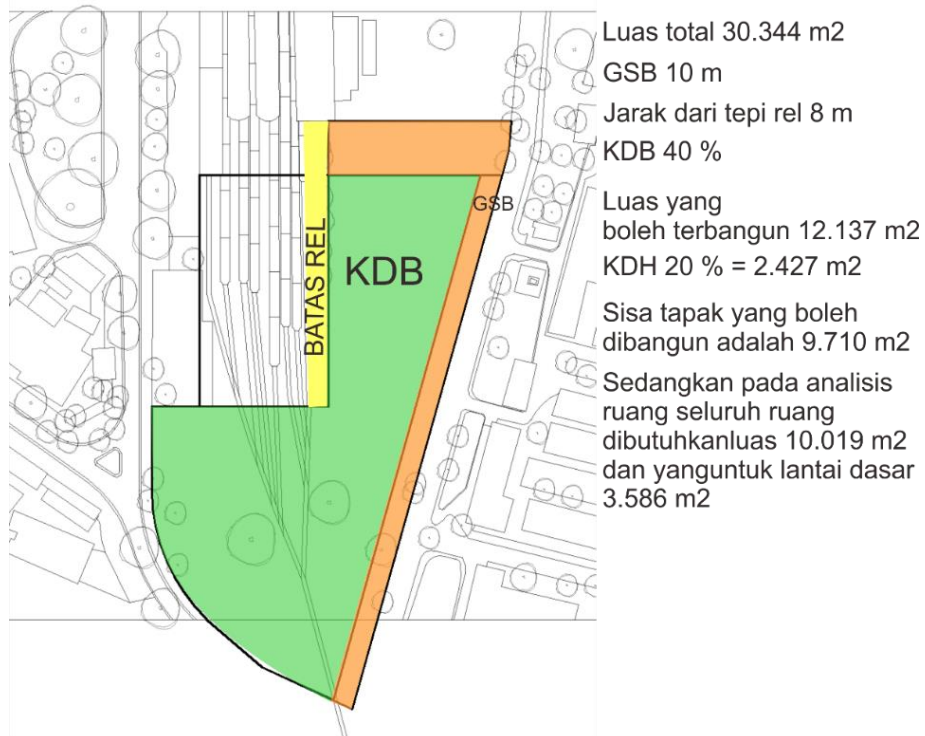 Luas total 30.344 m2
GSB 10 m
Jarak dari tepi rel 8 m
KDB 40 %
Luas yang
boleh terbangun 12.137 m2
KDH 20 % = 2.427 m2
Sisa tapak yang boleh
dibangun adalah 9.710 m2
Sedangkan pada analisis
ruang seluruh ruang
dibutuhkanluas 10.019 m2
dan yanguntuk lantai dasar
3.586 m2
GSB
KDB
BATAS REL